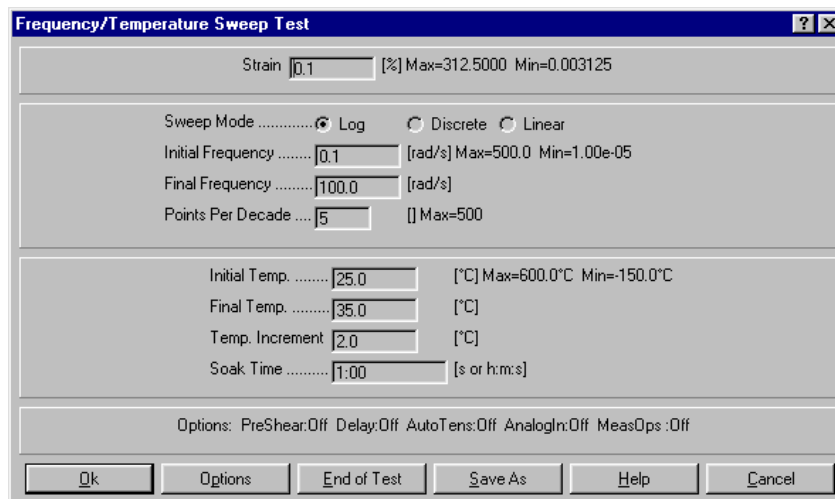 Frequency/Temperature Sweep Test
Strain 0.1 [%] Max=312.5000 Min=0.003125
Sweep Mode ............ Log Discrete Linear
Initial Frequency ........ 0.1 [rad/s] Max=500.0 Min=1.00e-05
Final Frequency ........ 100.0 [rad/s]
Points Per Decade .... 5 [] Max=500
Initial Temp. ........ 25.0 [°C] Max=600.0°C Min=-150.0°C
Final Temp. ........ 35.0 [°C]
Temp. Increment 2.0 [°C]
Soak Time .......... 1:00 [s or h:m:s]
Options: PreShear:Off Delay:Off AutoTens:Off AnalogIn:Off MeasOps :Off
Ok Options End of Test Save As Help Cancel